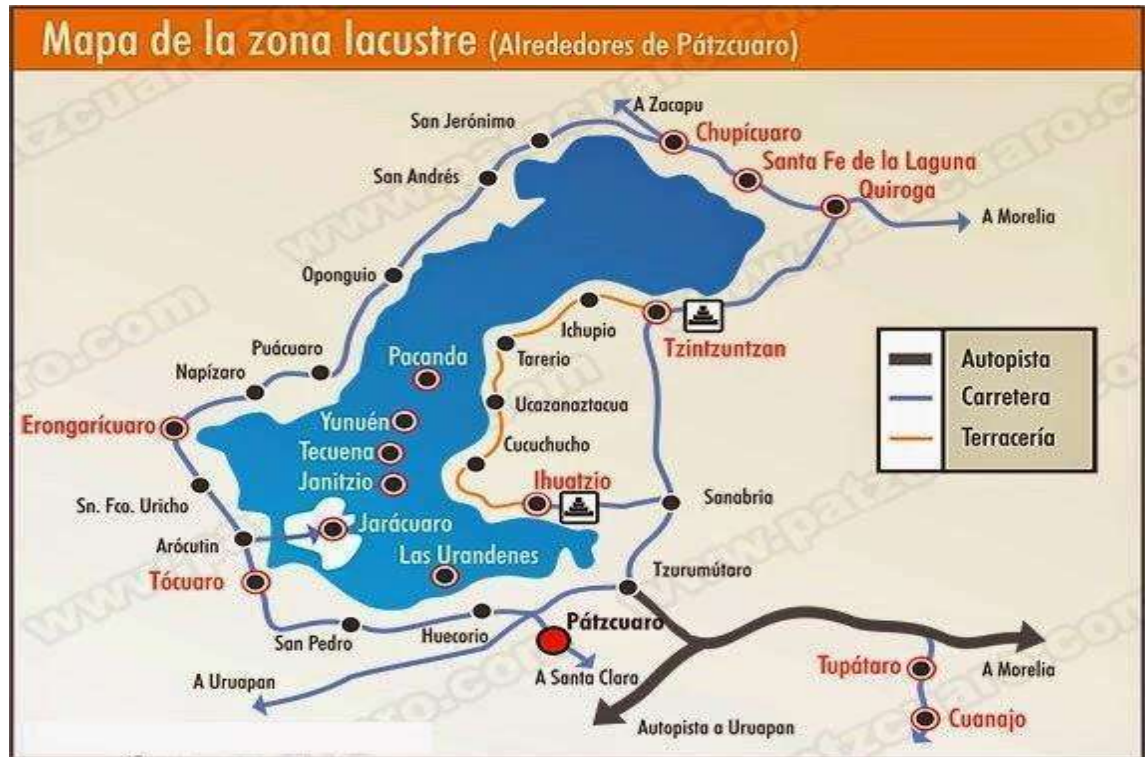 Mapa de la zona lacustre (Alrededores de Pátzcuaro)
A Zacapu
San Jerónimo
Chupícuaro
Santa Fe de la Laguna
San Andrés
Quiroga
A Morelia
Oponguio
Ichupio
Tzintzuntzan
Puácuaro
Pacanda
Tarerio
Autopista
Napízaro
Carretera
Ucazanaztacua
Erongarícuaro
Yunuén
Terracería
Cucuchucho
Tecuena
Janitzio
Ihuatzio
Sn. Fco. Uricho
Sanabria
Jarácuaro
Arócutin
Las Urandenes
Tócuaro
Tzurumútaro
Pátzcuaro
San Pedro
Huecorio
A Uruapan
A Santa Clara
Tupátaro
A Morelia
Autopista a Uruapan
Cuanajo
www.patzcuaro.com